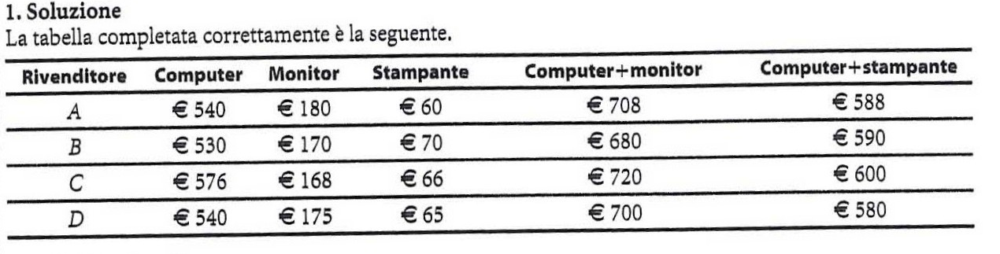 1. Soluzione
La tabella completata correttamente è la seguente.
Rivenditore Computer Monitor Stampante Computer+monitor Computer+stampante
A € 540 € 180 € 60 € 708 € 588
B € 530 € 170 € 70 € 680 € 590
C € 576 € 168 € 66 € 720 € 600
D € 540 € 175 € 65 € 700 € 580